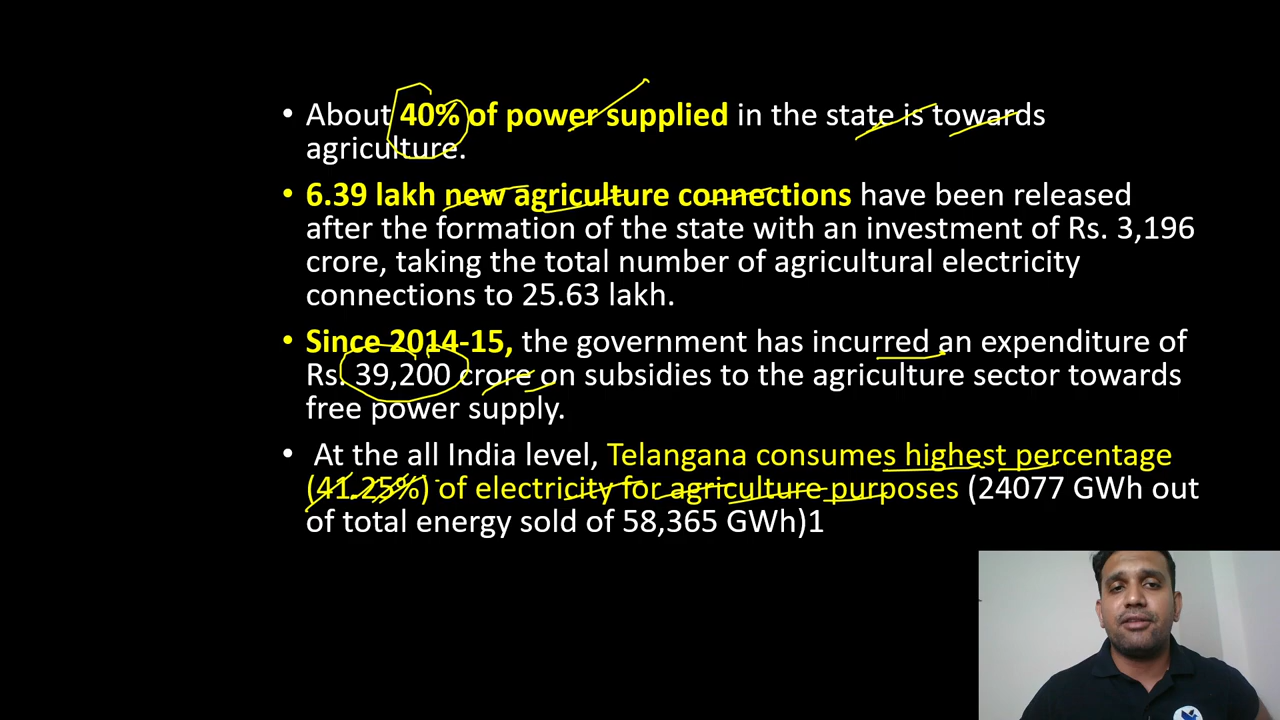 • About 40% of power supplied in the state is towards
agriculture.
• 6.39 lakh new agriculture connections have been released
after the formation of the state with an investment of Rs. 3,196
crore, taking the total number of agricultural electricity
connections to 25.63 lakh.
• Since 2014-15, the government has incurred an expenditure of
Rs. 39,200 crore on subsidies to the agriculture sector towards
free power supply.
• At the all India level, Telangana consumes highest percentage
(41.25%) of electricity for agriculture purposes (24077 GWh out
of total energy sold of 58,365 GWh)1